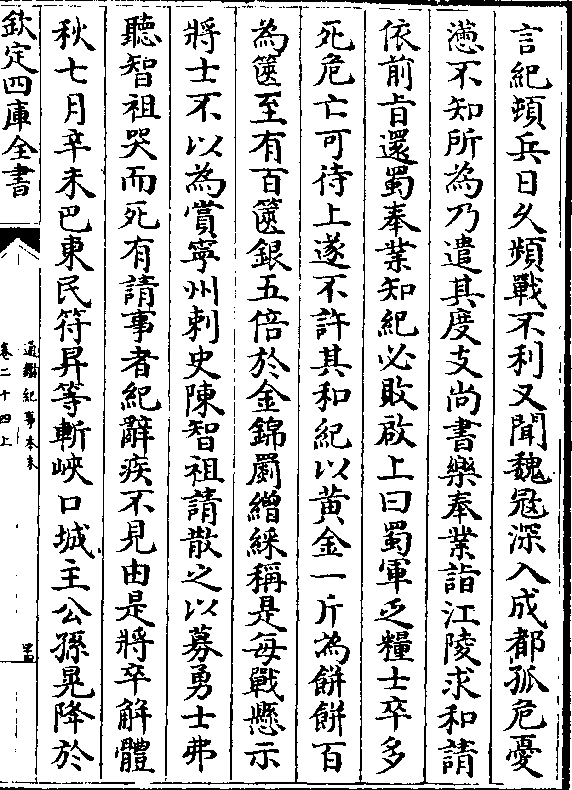 言紀頓兵日久頻戰不利又聞魏冦深入成都孤危憂
懣不知所為乃遣其度支尚書樂奉業詣江陵求和請
依前㫖還蜀奉業知紀必敗啟上曰蜀軍乏糧士卒多
死危亡可待上遂不許其和紀以黄金一斤為餅餅百
為篋至有百篋銀五倍於金錦罽繒綵稱是每戰懸示
將士不以為賞寧州刺史陳智祖請散之以募勇士弗
聽智祖哭而死有請事者紀辭疾不見由是將卒解體
秋七月辛未巴東民符昇等斬峽口城主公孫晃降於
欽定四庫全書
通鑑紀事本末
卷二十四上